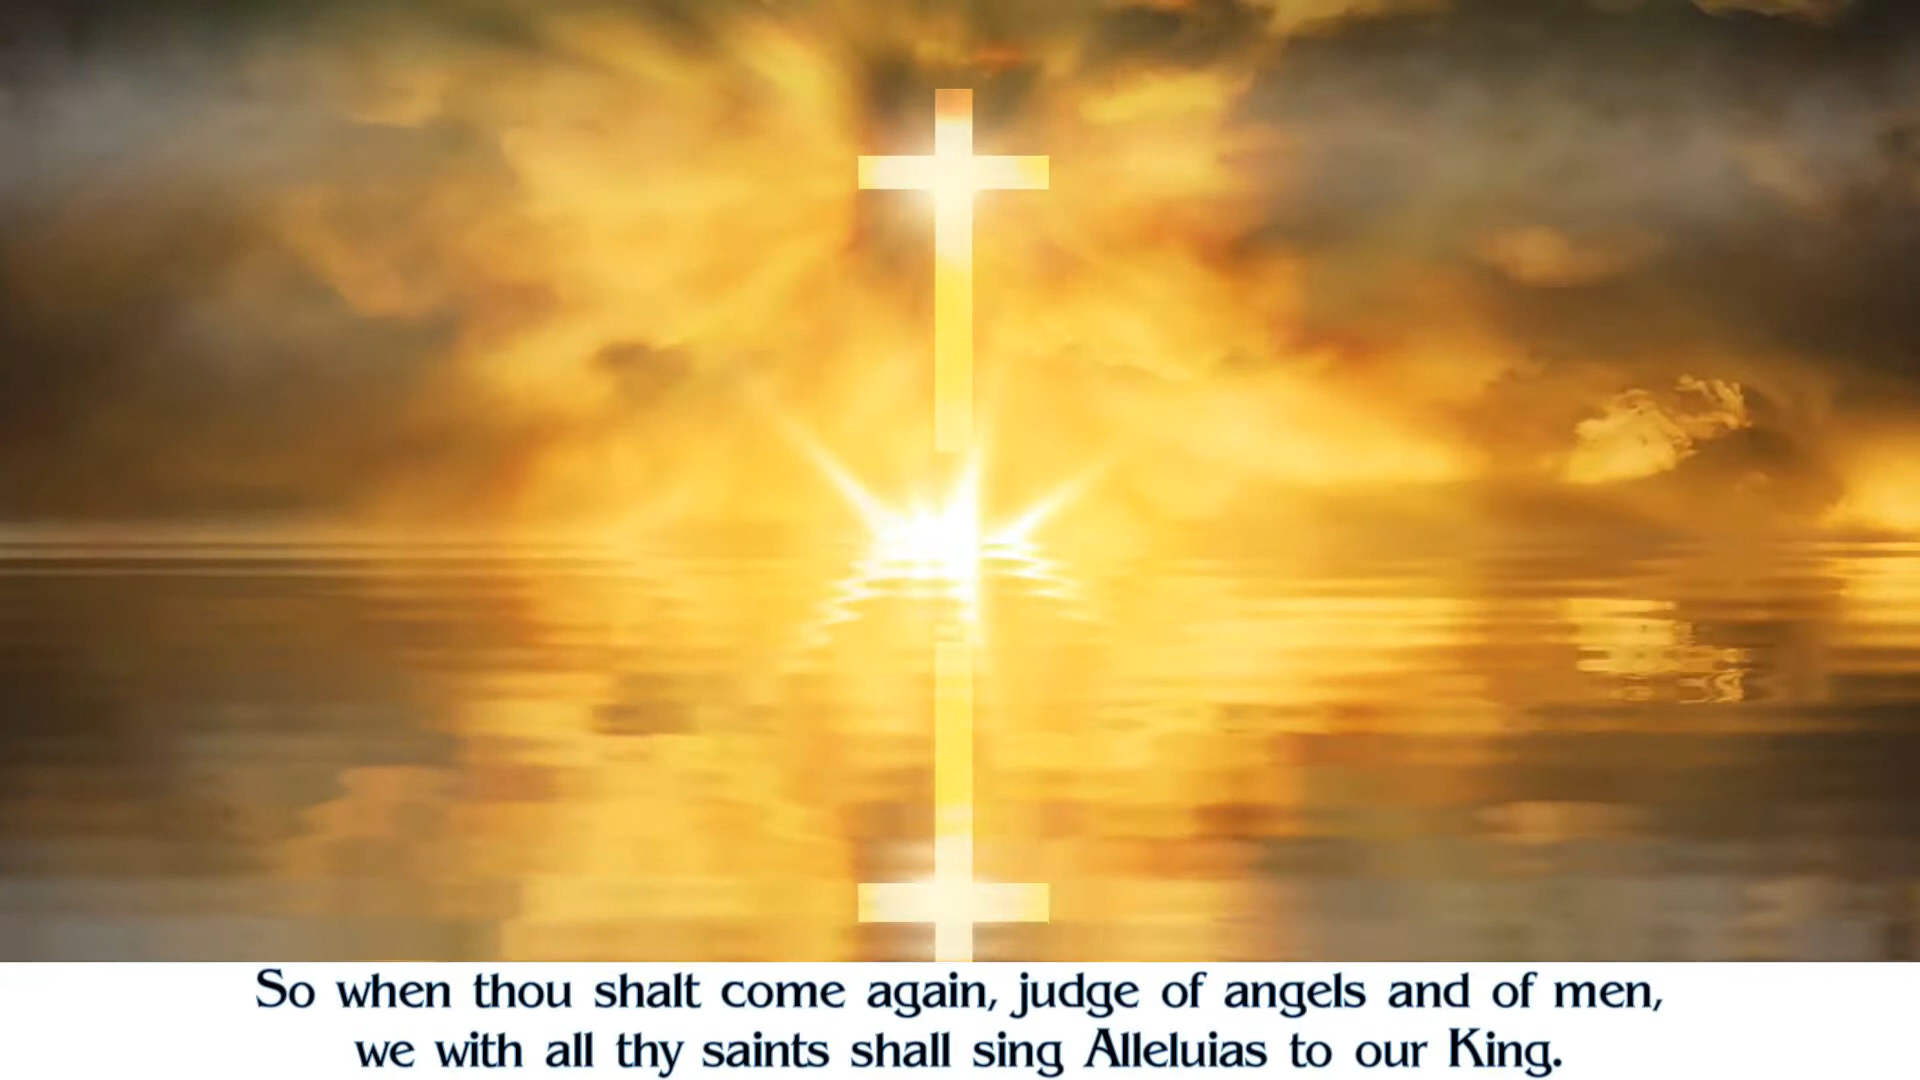 So when thou shalt come again, judge of angels and of men,
we with all thy saints shall sing Alleluias to our King.